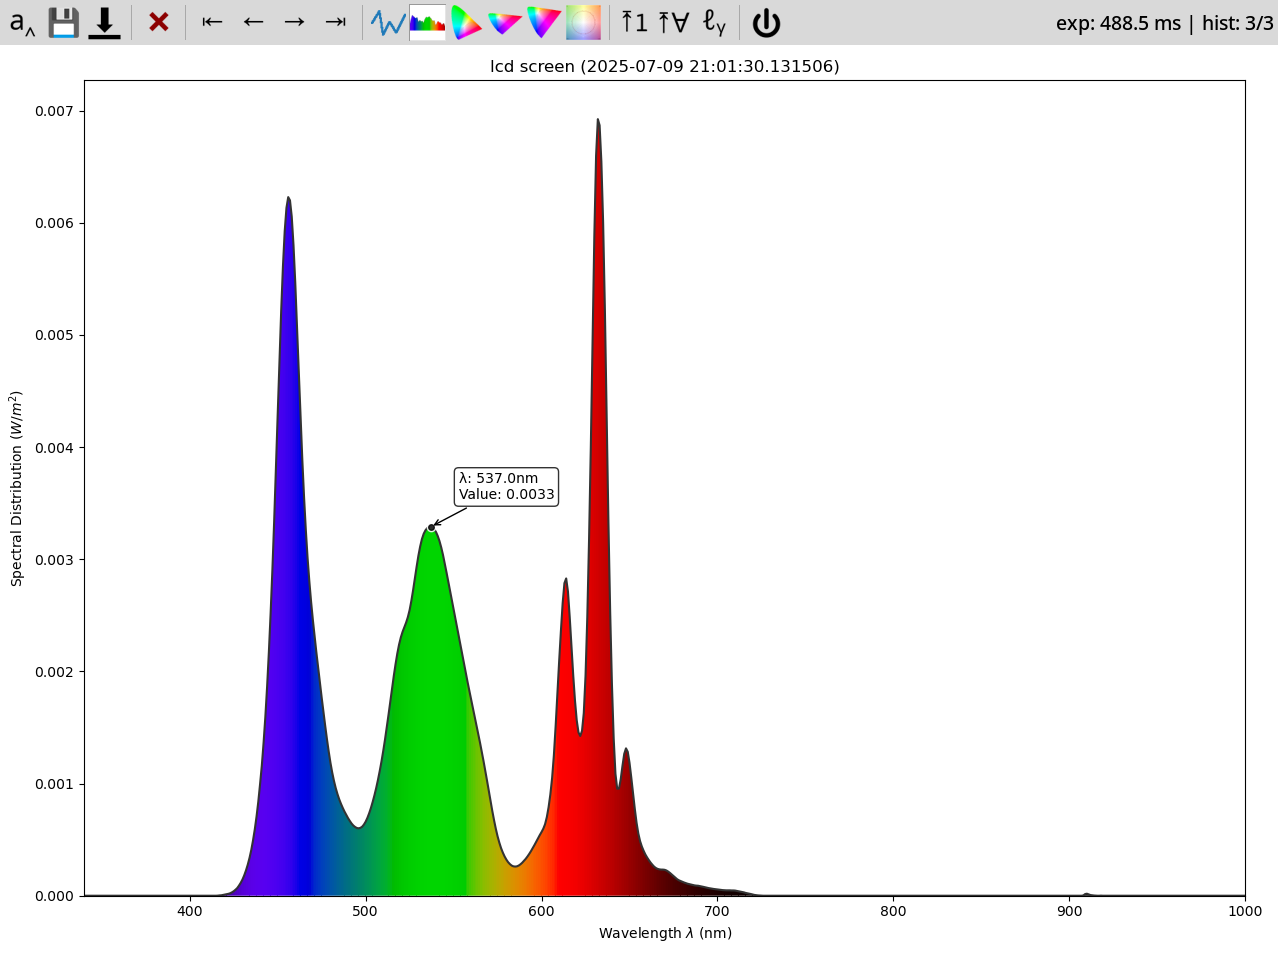 a^
← ← → →
↑1 ↑∀ ℓγ
exp: 488.5 ms | hist: 3/3
lcd screen (2025-07-09 21:01:30.131506)
0.007
0.006
0.005
0.004
0.003
0.002
0.001
0.000
Spectral Distribution (W/m²)
λ: 537.0nm
Value: 0.0033
400 500 600 700 800 900 1000
Wavelength λ (nm)